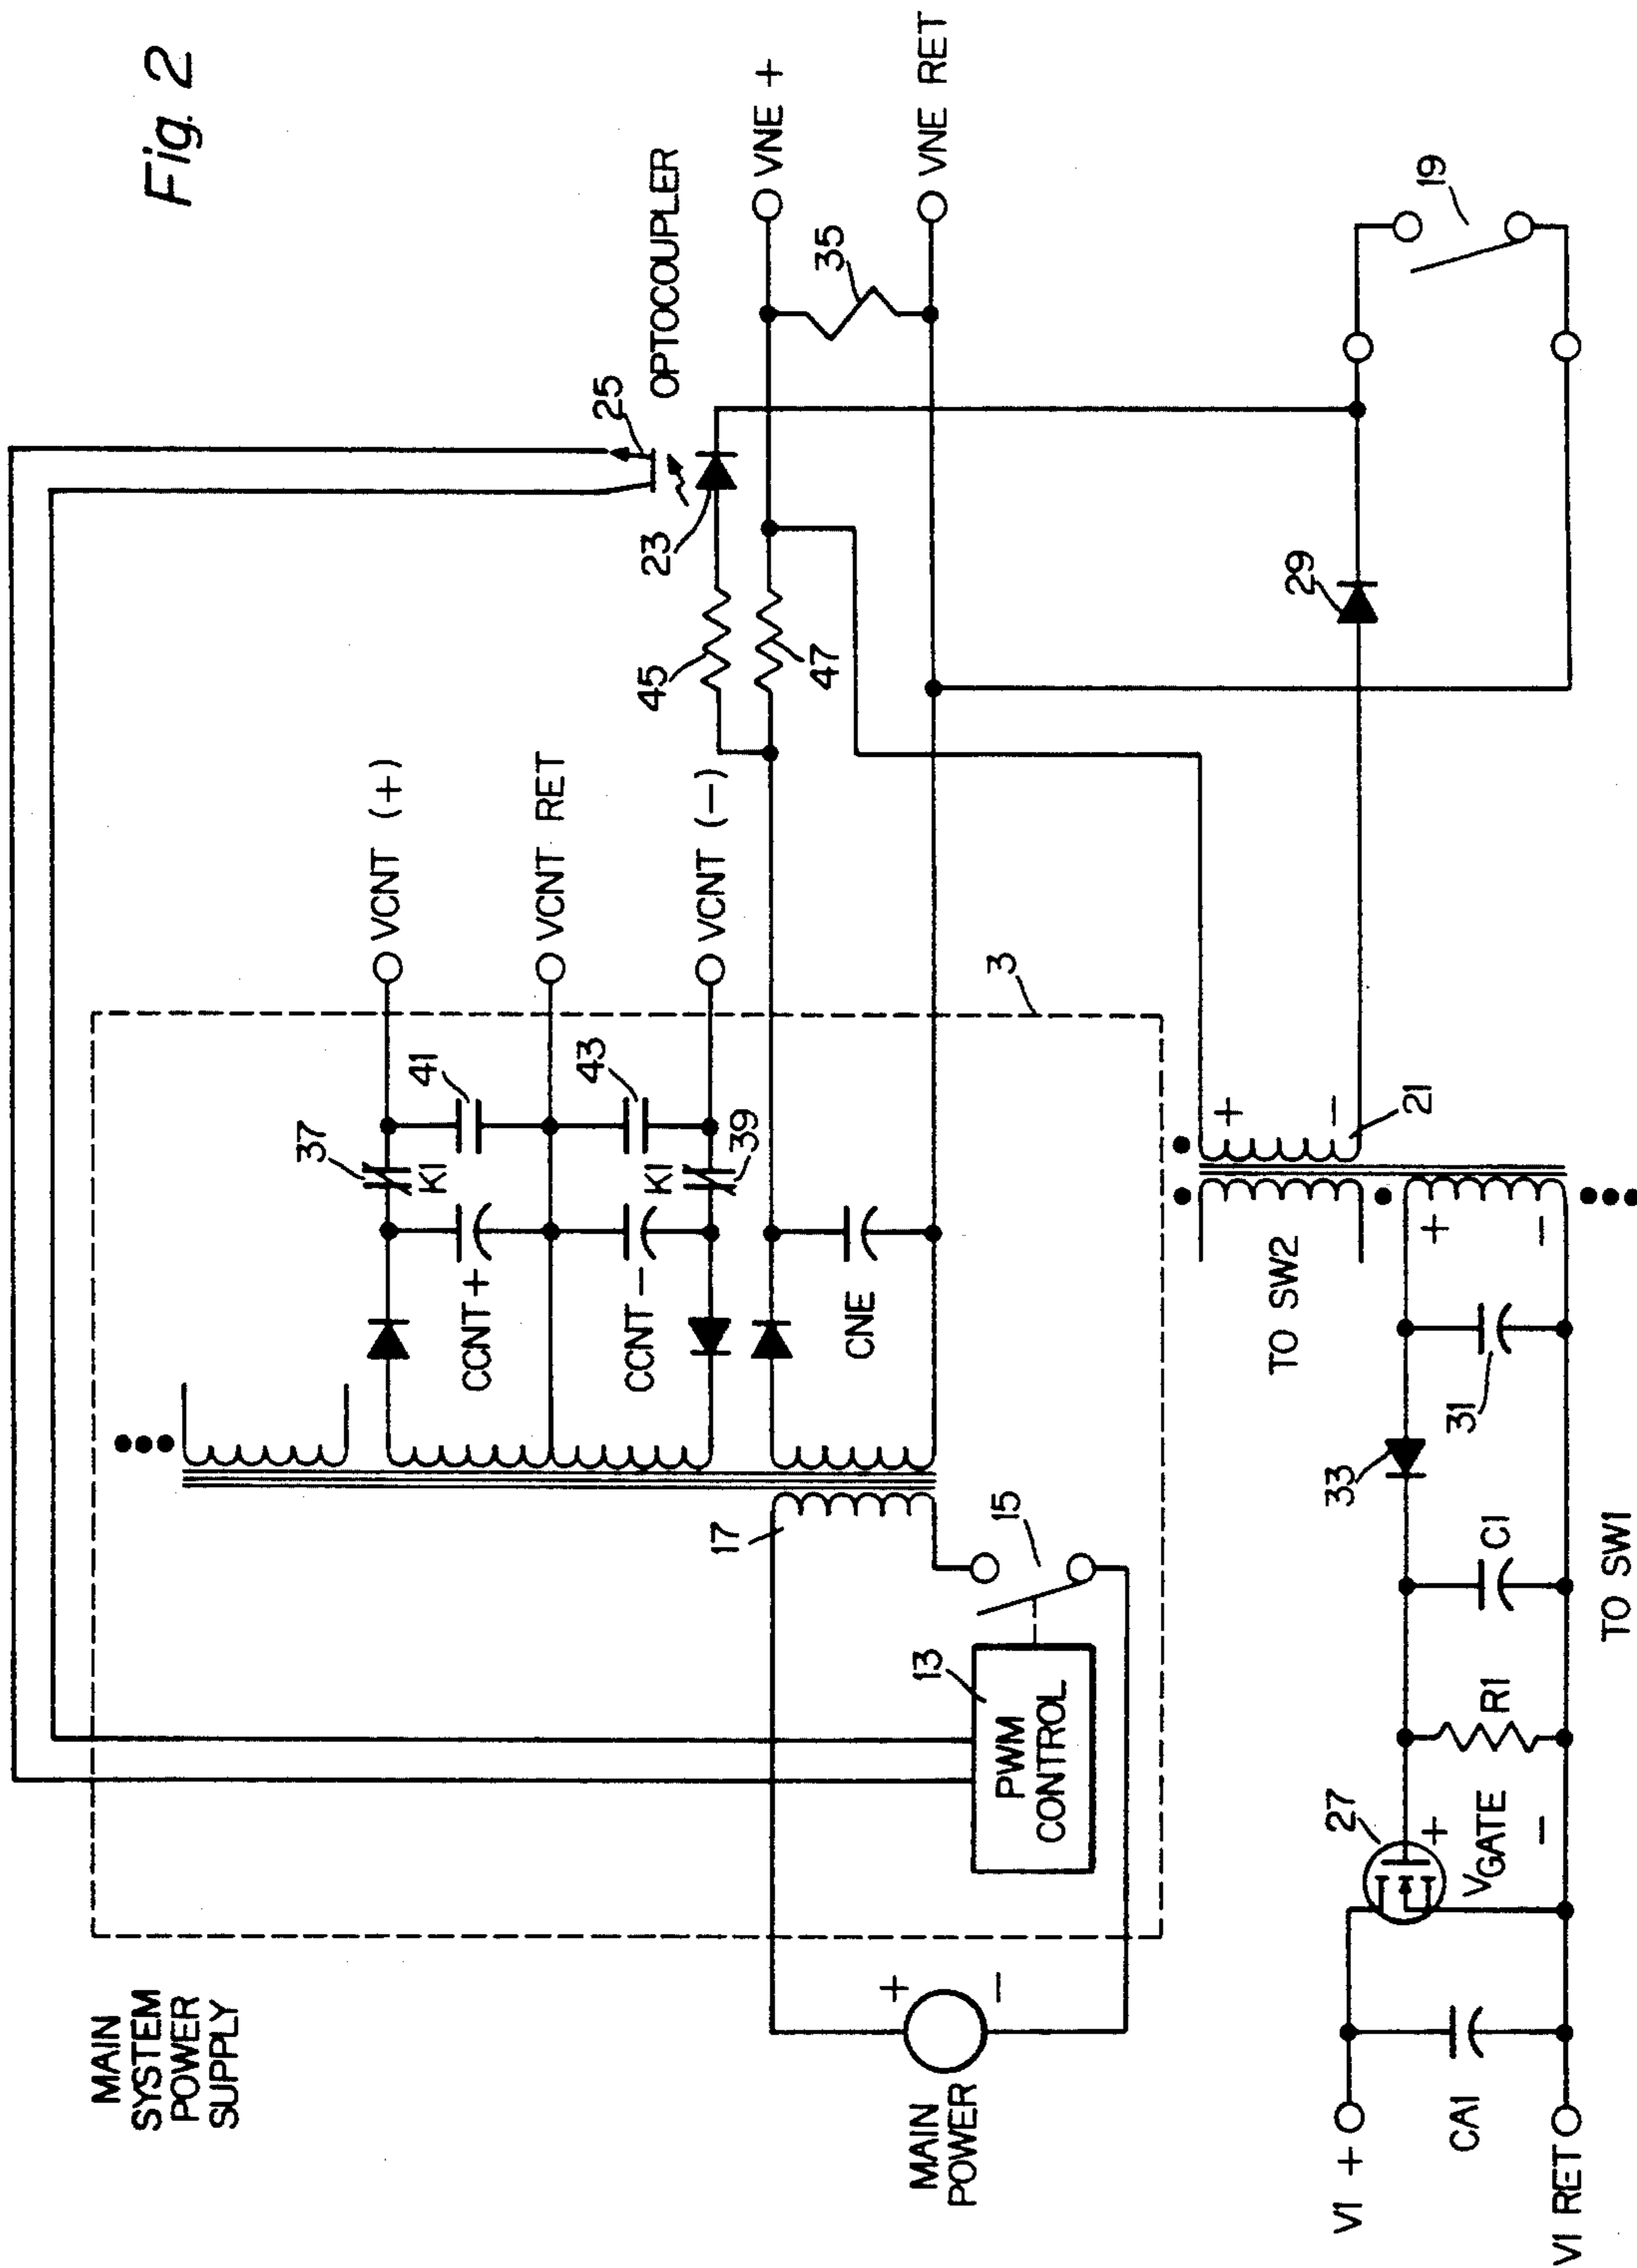 Fig. 2
MAIN
SYSTEM
POWER
SUPPLY
OPTOCOUPLER
25
23
45
47
35
VNE +
VNE RET
VCNT (+)
VCNT RET
VCNT (-)
37
K1
41
CCNT+
43
CCNT-
K1
39
CNE
3
17
15
13
PWM
CONTROL
MAIN
POWER
+
-
19
29
21
+
-
TO SW2
+
-
31
33
C1
R1
27
+
VGATE
-
CA1
V1 +
V1 RET
TO SW1